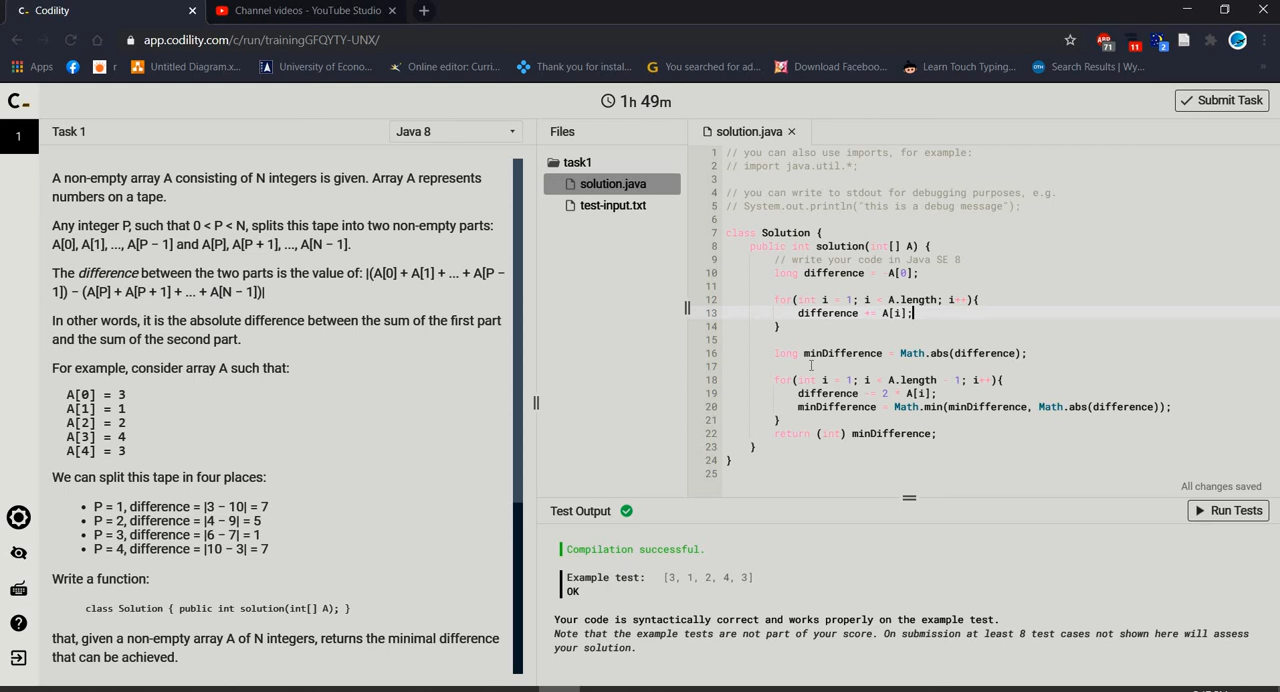 Codility
Channel videos - YouTube Studio
app.codility.com/c/run/trainingGFQYTY-UNX/
71
11
2
Apps
r
Untitled Diagram.x...
University of Econo...
Online editor: Curri...
Thank you for instal...
You searched for ad...
Download Faceboo...
Learn Touch Typing...
Search Results | Wy...
C_
1h 49m
Submit Task
1
Task 1
Java 8
Files
solution.java
task1
solution.java
test-input.txt
A non-empty array A consisting of N integers is given. Array A represents
numbers on a tape.
Any integer P, such that 0 < P < N, splits this tape into two non-empty parts:
A[0], A[1], ..., A[P − 1] and A[P], A[P + 1], ..., A[N − 1].
The difference between the two parts is the value of: |(A[0] + A[1] + ... + A[P −
1]) − (A[P] + A[P + 1] + ... + A[N − 1])|
In other words, it is the absolute difference between the sum of the first part
and the sum of the second part.
For example, consider array A such that:
A[0] = 3
A[1] = 1
A[2] = 2
A[3] = 4
A[4] = 3
We can split this tape in four places:
• P = 1, difference = |3 − 10| = 7
• P = 2, difference = |4 − 9| = 5
• P = 3, difference = |6 − 7| = 1
• P = 4, difference = |10 − 3| = 7
Write a function:
class Solution { public int solution(int[] A); }
that, given a non-empty array A of N integers, returns the minimal difference
that can be achieved.
1 // you can also use imports, for example:
2 // import java.util.*;
3
4 // you can write to stdout for debugging purposes, e.g.
5 // System.out.println("this is a debug message");
6
7 class Solution {
8 public int solution(int[] A) {
9 // write your code in Java SE 8
10 long difference = -A[0];
11
12 for(int i = 1; i < A.length; i++){
13 difference += A[i];
14 }
15
16 long minDifference = Math.abs(difference);
17
18 for(int i = 1; i < A.length - 1; i++){
19 difference -= 2 * A[i];
20 minDifference = Math.min(minDifference, Math.abs(difference));
21 }
22 return (int) minDifference;
23 }
24 }
25
All changes saved
Test Output
Run Tests
Compilation successful.
Example test: [3, 1, 2, 4, 3]
OK
Your code is syntactically correct and works properly on the example test.
Note that the example tests are not part of your score. On submission at least 8 test cases not shown here will assess
your solution.